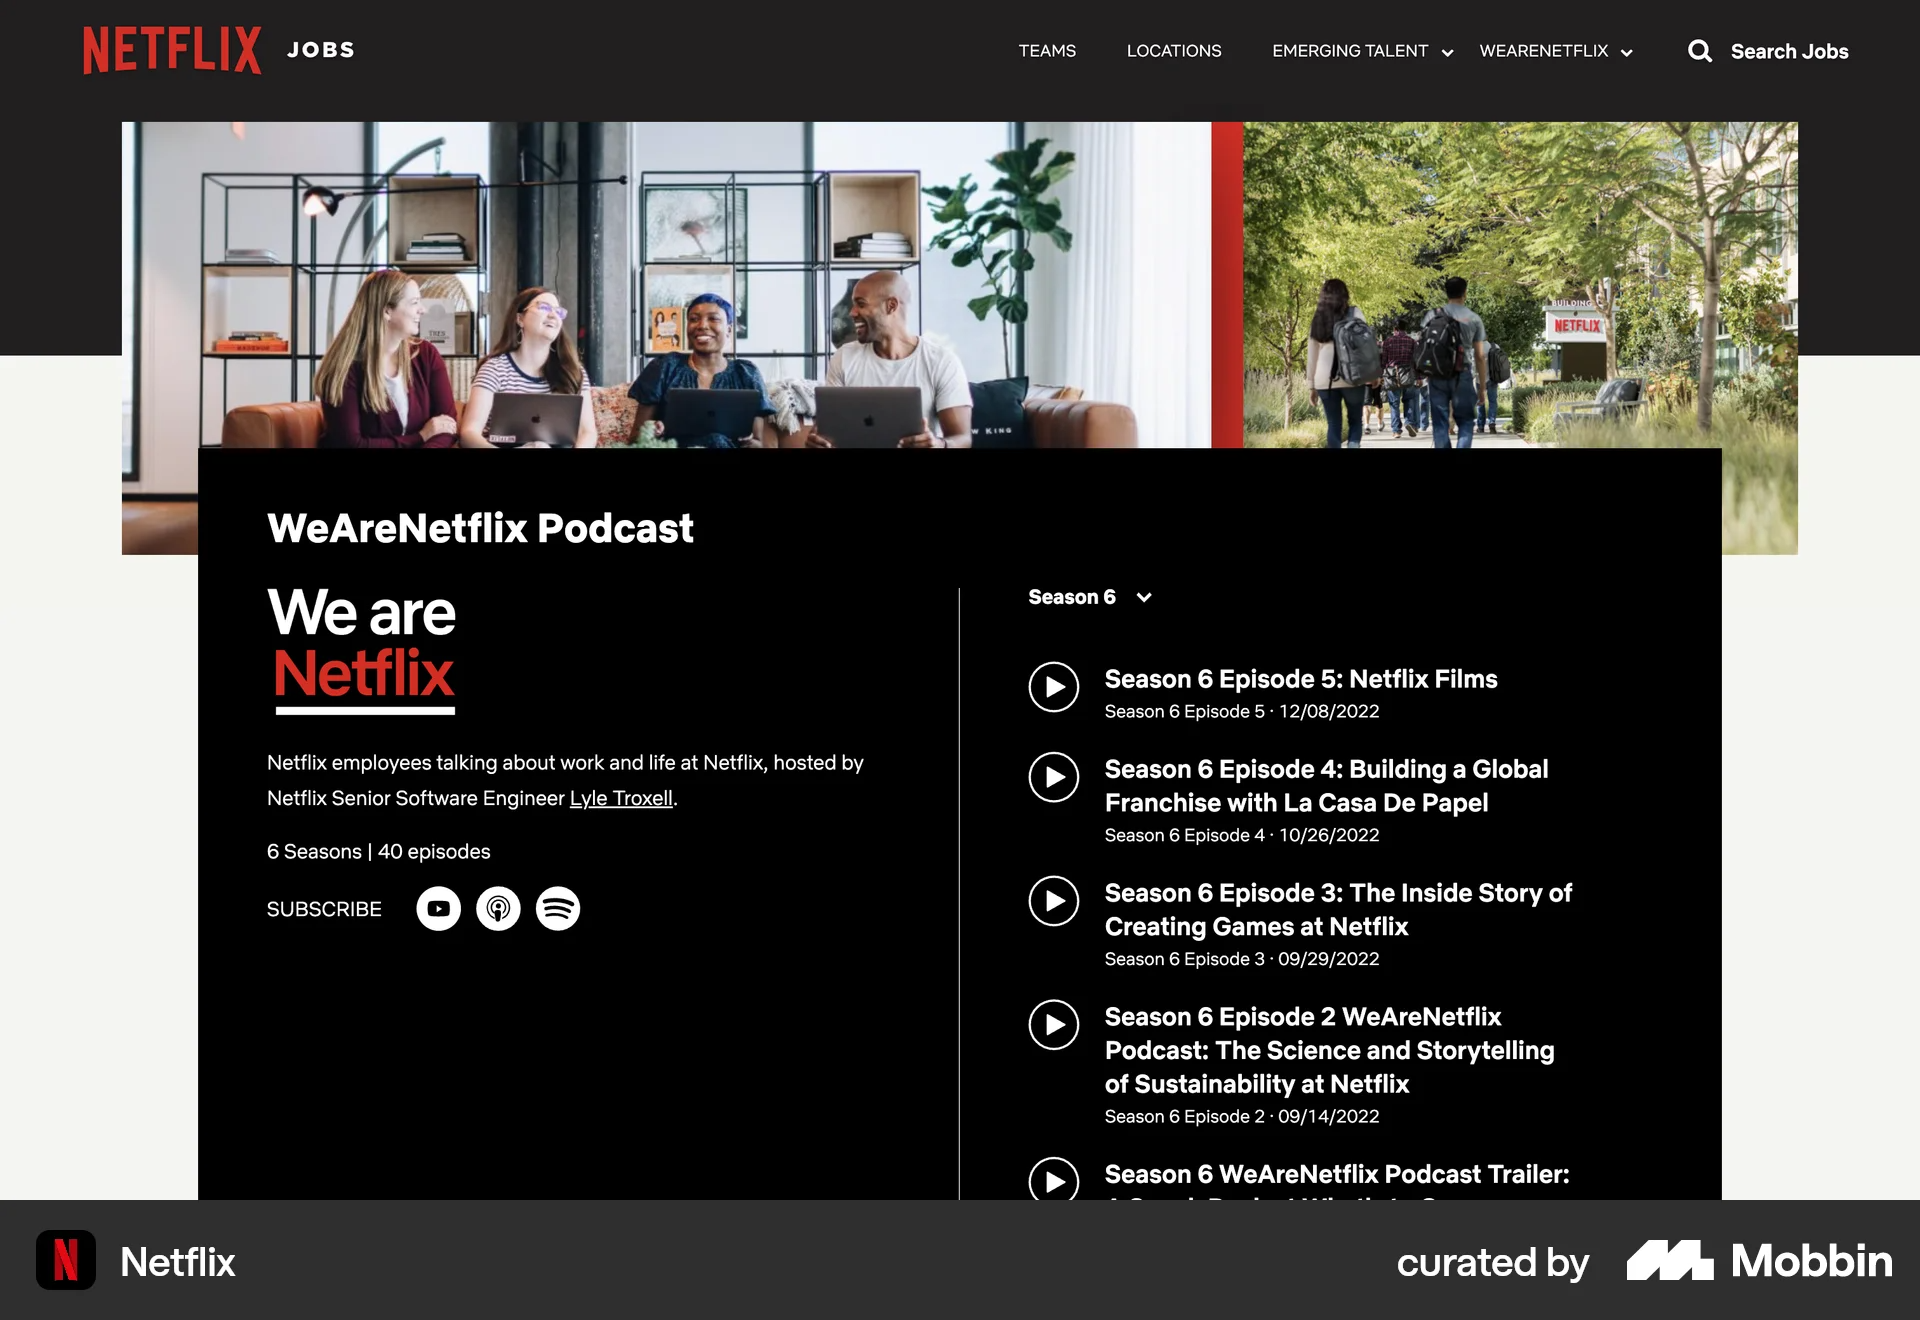 NETFLIX JOBS
TEAMS LOCATIONS EMERGING TALENT WEARENETFLIX Search Jobs
BUILDING
NETFLIX
WeAreNetflix Podcast
We are
Netflix
Netflix employees talking about work and life at Netflix, hosted by
Netflix Senior Software Engineer Lyle Troxell.
6 Seasons | 40 episodes
SUBSCRIBE
Season 6
Season 6 Episode 5: Netflix Films
Season 6 Episode 5 · 12/08/2022
Season 6 Episode 4: Building a Global
Franchise with La Casa De Papel
Season 6 Episode 4 · 10/26/2022
Season 6 Episode 3: The Inside Story of
Creating Games at Netflix
Season 6 Episode 3 · 09/29/2022
Season 6 Episode 2 WeAreNetflix
Podcast: The Science and Storytelling
of Sustainability at Netflix
Season 6 Episode 2 · 09/14/2022
Season 6 WeAreNetflix Podcast Trailer:
Netflix
curated by Mobbin